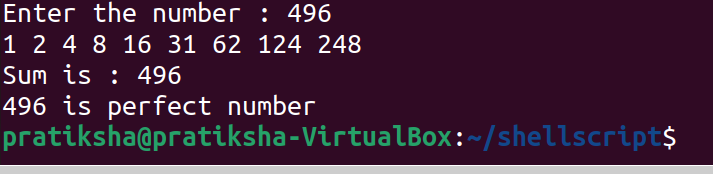 Enter the number : 496
1 2 4 8 16 31 62 124 248
Sum is : 496
496 is perfect number
pratiksha@pratiksha-VirtualBox:~/shellscript$